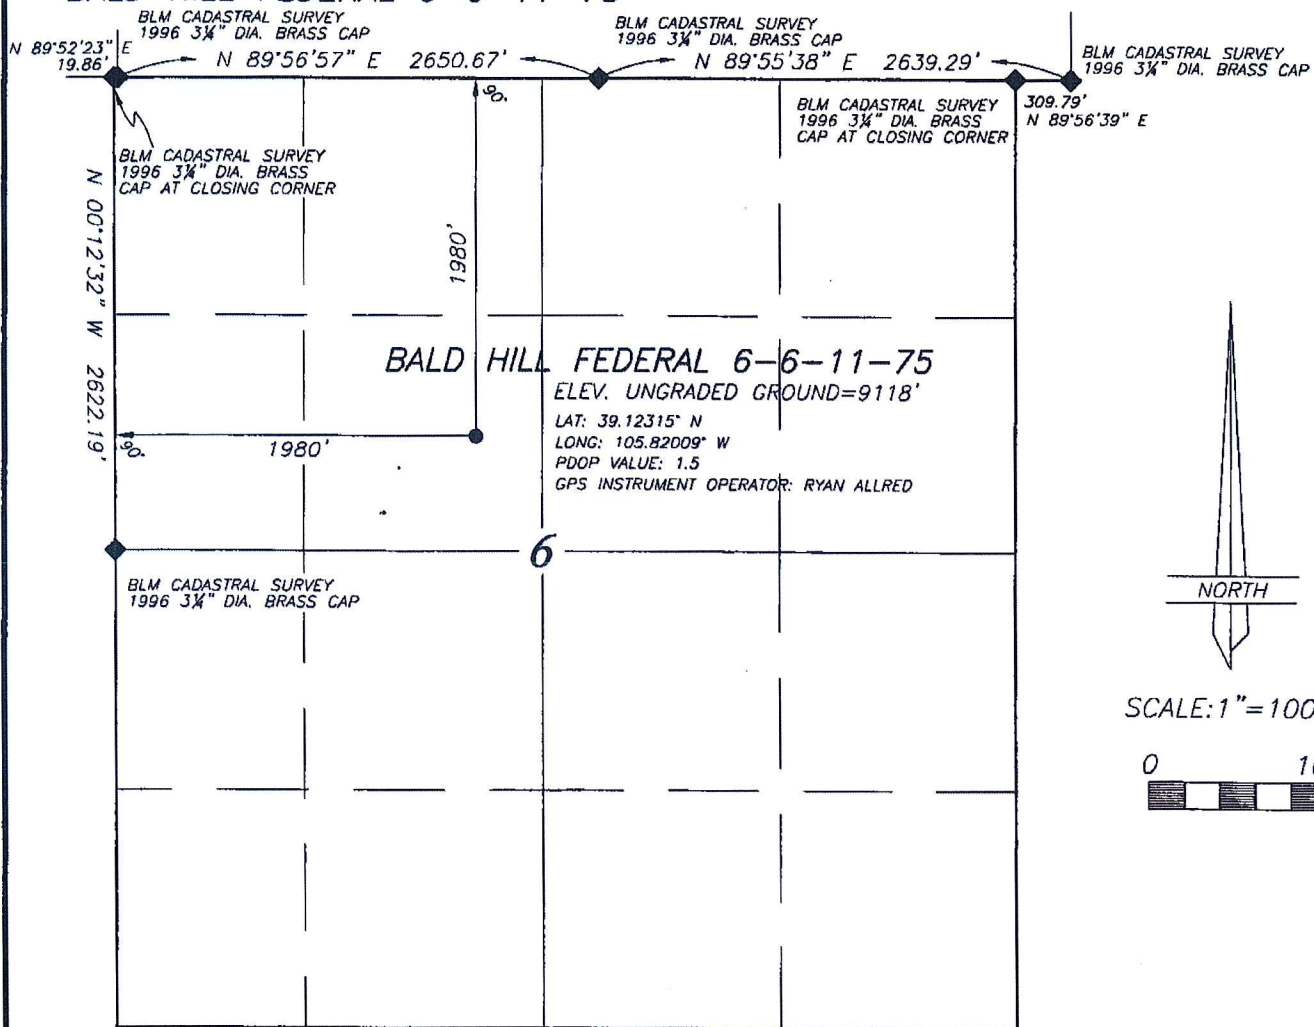 BLM CADASTRAL SURVEY
1996 3¼" DIA. BRASS CAP
BLM CADASTRAL SURVEY
1996 3¼" DIA. BRASS CAP
BLM CADASTRAL SURVEY
1996 3¼" DIA. BRASS CAP
N 89°52'23" E
19.86'
N 89°56'57" E 2650.67'
N 89°55'38" E 2639.29'
90°
BLM CADASTRAL SURVEY
1996 3¼" DIA. BRASS
CAP AT CLOSING CORNER
309.79'
N 89°56'39" E
BLM CADASTRAL SURVEY
1996 3¼" DIA. BRASS
CAP AT CLOSING CORNER
N 00°12'32" W 2622.19'
1980'
BALD HILL FEDERAL 6-6-11-75
ELEV. UNGRADED GROUND=9118'
LAT: 39.12315° N
LONG: 105.82009° W
PDOP VALUE: 1.5
GPS INSTRUMENT OPERATOR: RYAN ALLRED
90°
1980'
6
BLM CADASTRAL SURVEY
1996 3¼" DIA. BRASS CAP
NORTH
SCALE: 1"=100
0